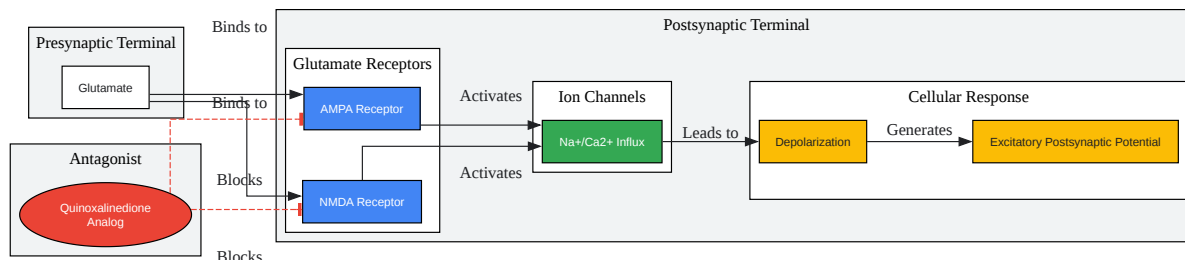 Postsynaptic Terminal
Binds to
Presynaptic Terminal
Glutamate Receptors
Glutamate
Activates
Ion Channels
Cellular Response
Binds to
AMPA Receptor
Leads to
Generates
Na+/Ca2+ Influx
Depolarization
Excitatory Postsynaptic Potential
Antagonist
Activates
Blocks
NMDA Receptor
Quinoxalinedione
Analog
Blocks